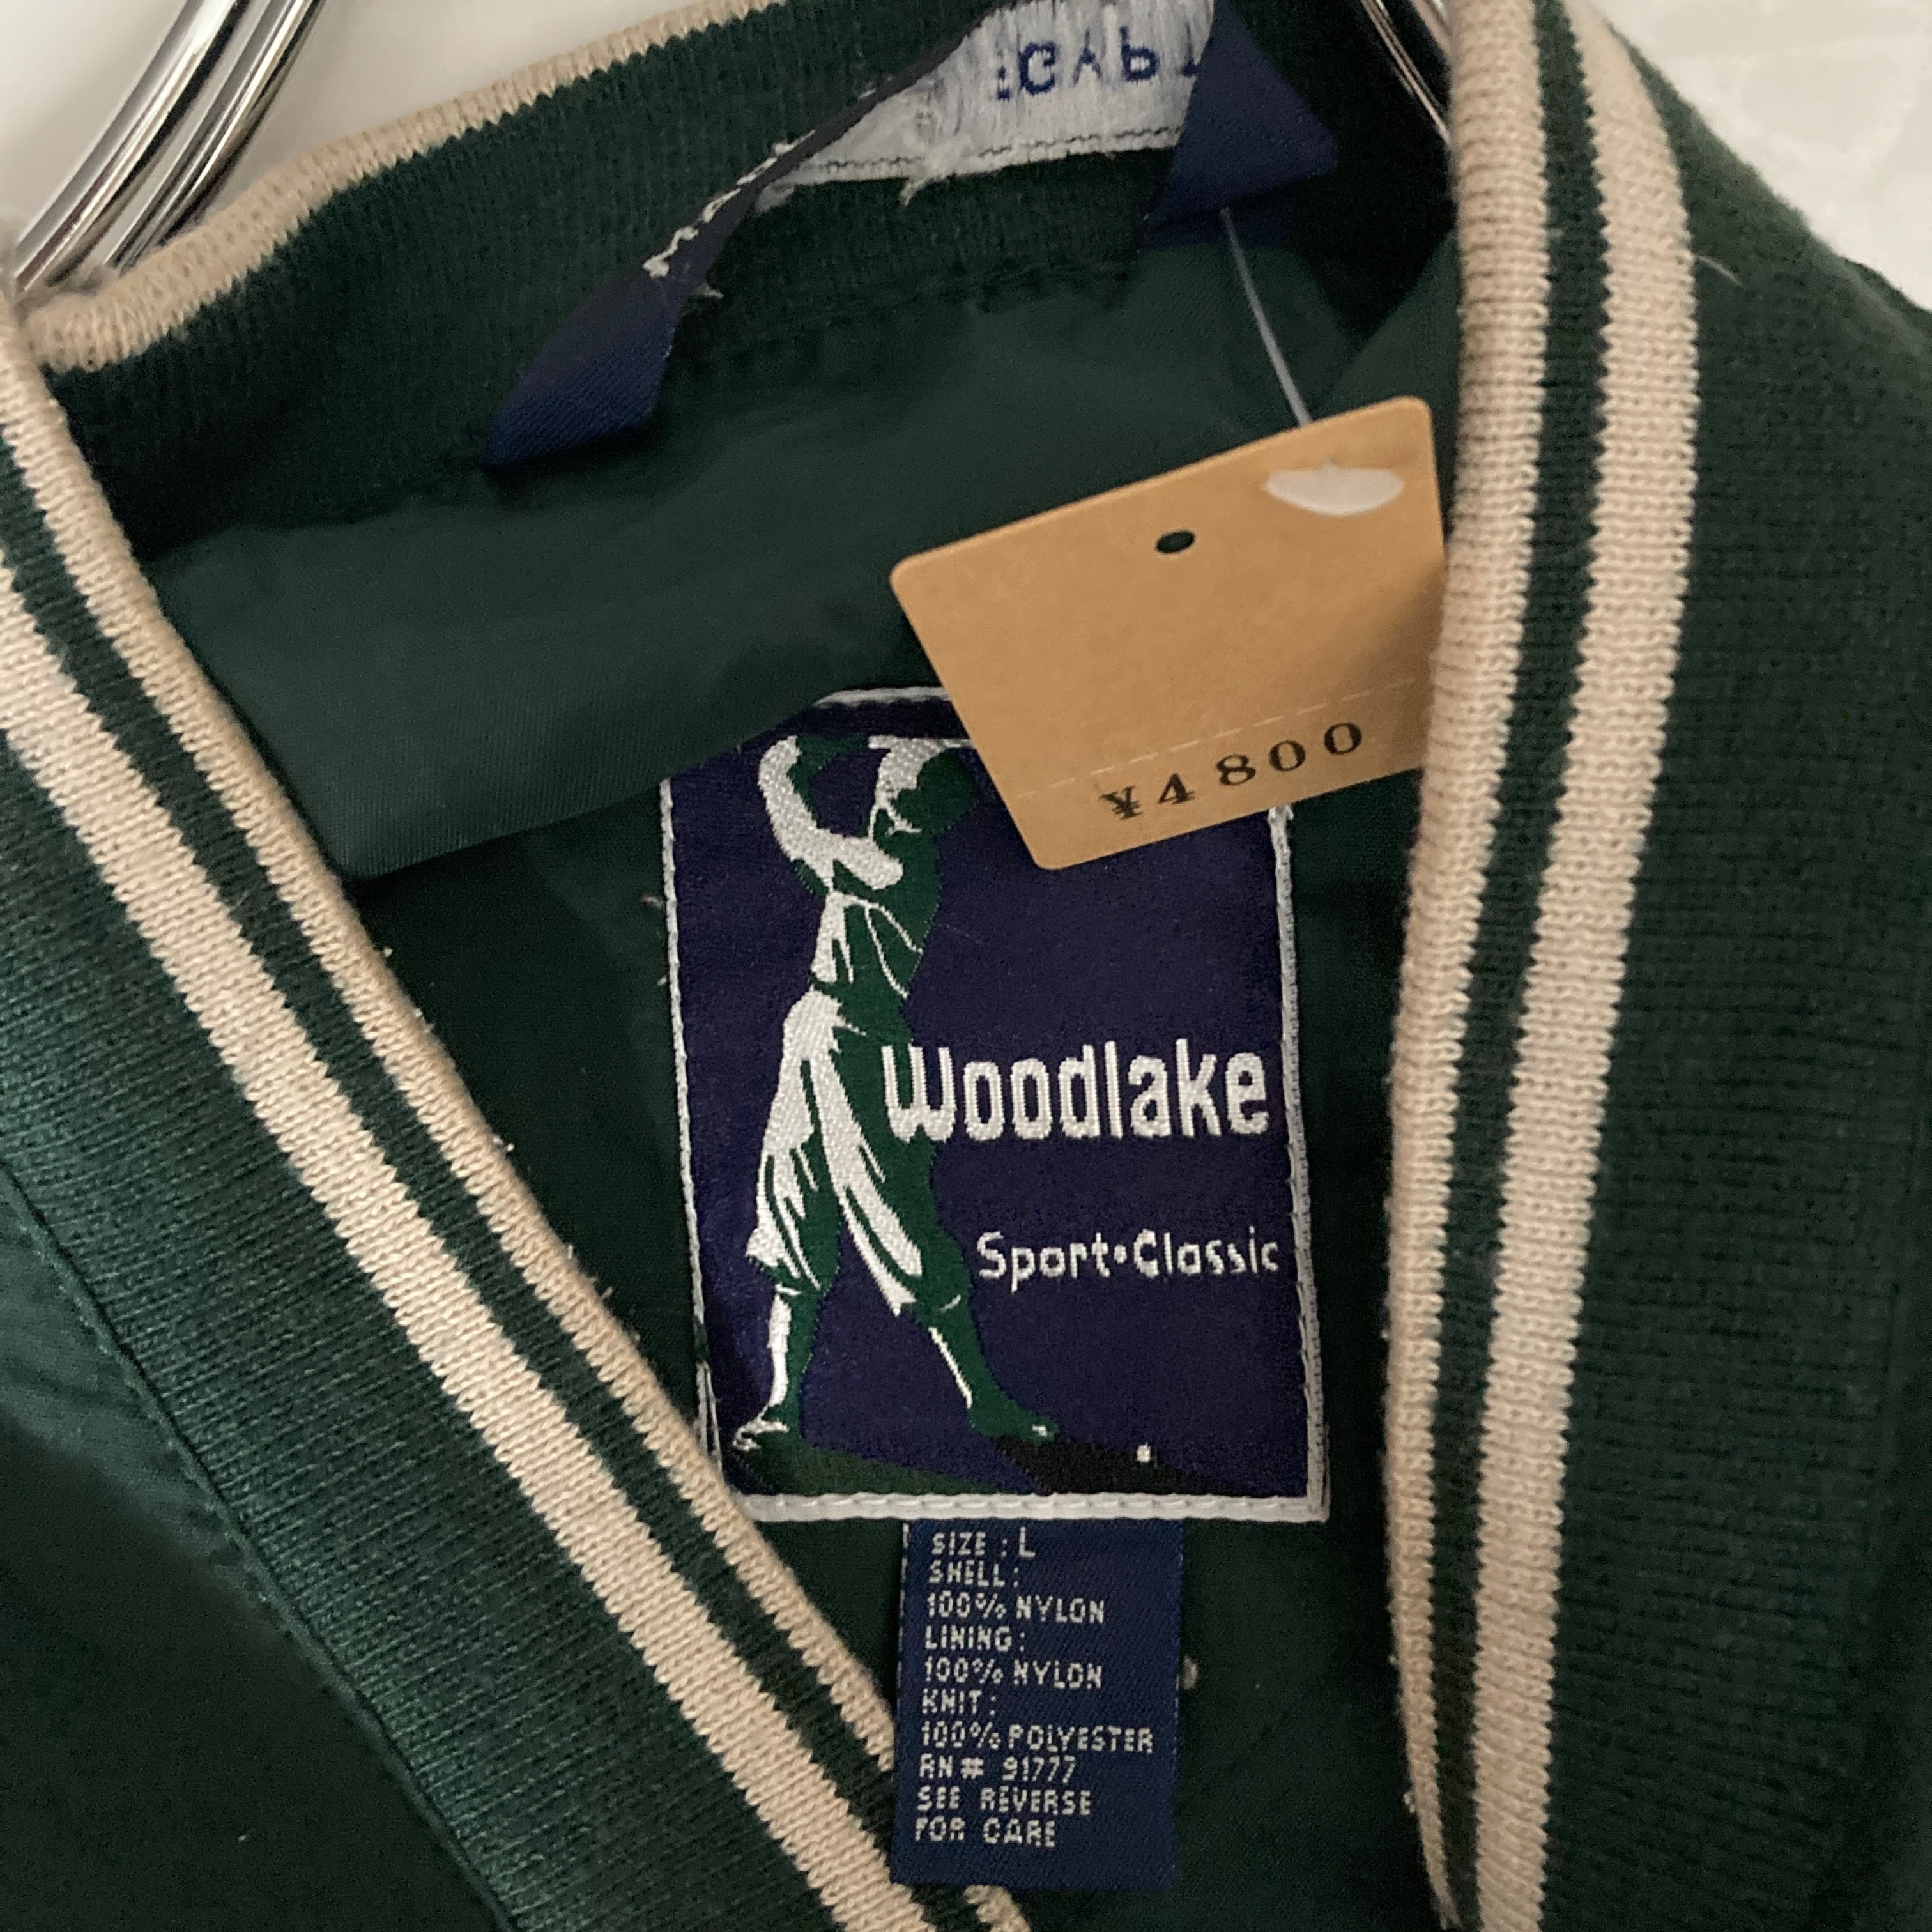 ¥4800
Woodlake
Sport•Classic
SIZE : L
SHELL:
100% NYLON
LINING:
100% NYLON
KNIT:
100% POLYESTER
RN# 91777
SEE REVERSE
FOR CARE